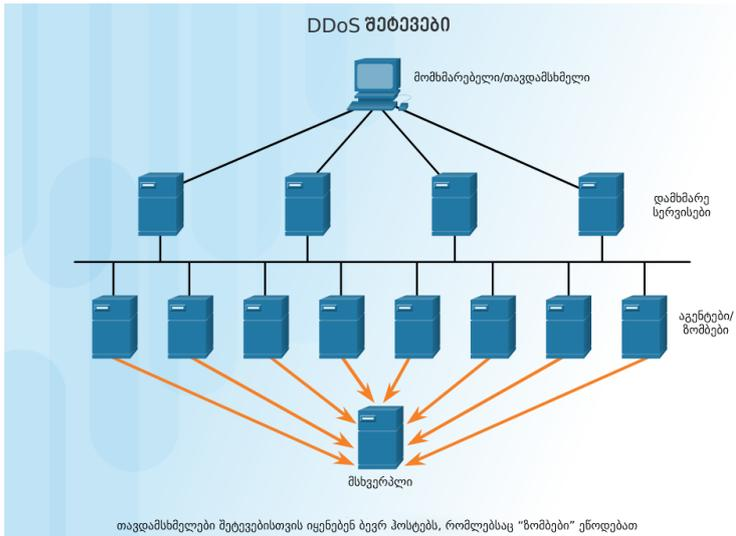 DDoS შეტევები
მომხმარებელი/თავდამსხმელი
დამხმარე
სერვისები
აგენტები/
ზომბები
მსხვერპლი
თავდამსხმელები შეტევებისთვის იყენებენ ბევრ ჰოსტებს, რომლებსაც “ზომბები” ეწოდებათ